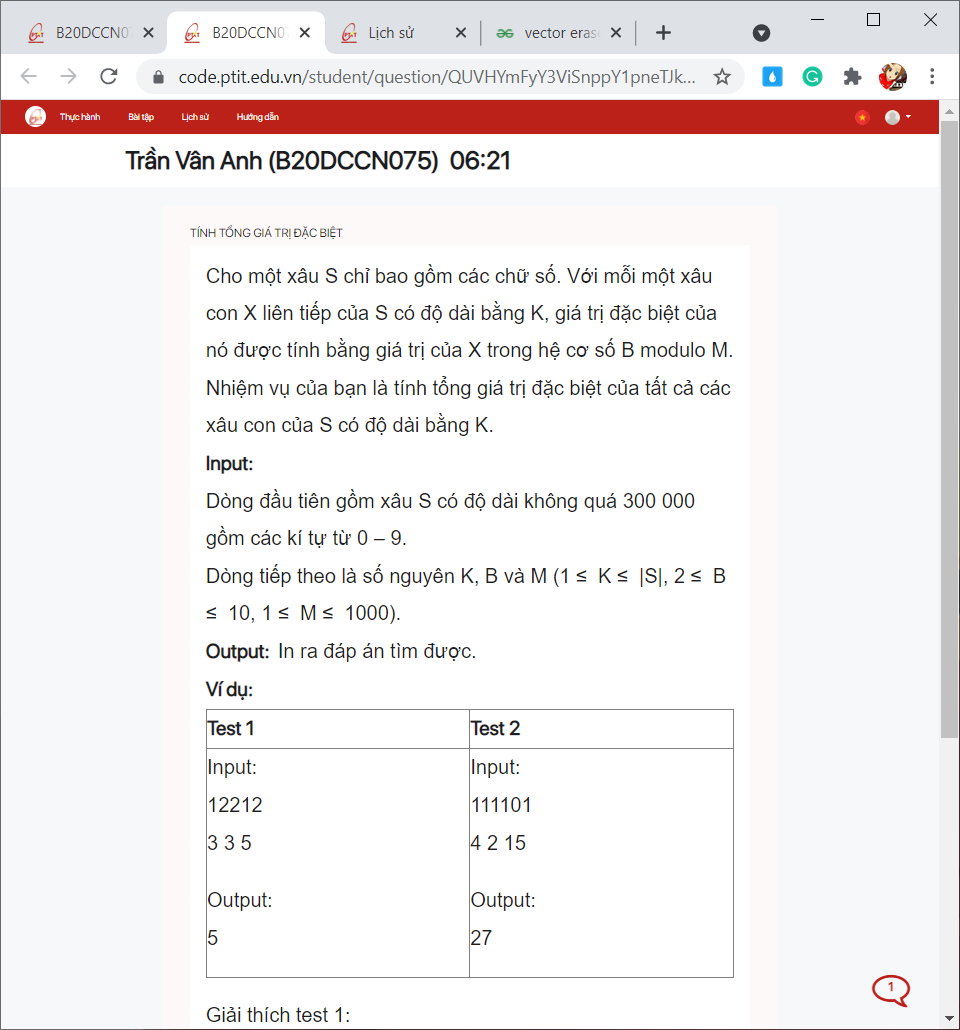 B20DCCN07
B20DCCN0
Lịch sử
vector eras
code.ptit.edu.vn/student/question/QUVHYmFyY3ViSnppY1pneTJk...
Thực hành Bài tập Lịch sử Hướng dẫn
Trần Vân Anh (B20DCCN075) 06:21
TÍNH TỔNG GIÁ TRỊ ĐẶC BIỆT
Cho một xâu S chỉ bao gồm các chữ số. Với mỗi một xâu
con X liên tiếp của S có độ dài bằng K, giá trị đặc biệt của
nó được tính bằng giá trị của X trong hệ cơ số B modulo M.
Nhiệm vụ của bạn là tính tổng giá trị đặc biệt của tất cả các
xâu con của S có độ dài bằng K.
Input:
Dòng đầu tiên gồm xâu S có độ dài không quá 300 000
gồm các kí tự từ 0 – 9.
Dòng tiếp theo là số nguyên K, B và M (1 ≤ K ≤ |S|, 2 ≤ B
≤ 10, 1 ≤ M ≤ 1000).
Output: In ra đáp án tìm được.
Ví dụ:
Test 1
Input:
12212
3 3 5
Output:
5
Test 2
Input:
111101
4 2 15
Output:
27
1
Giải thích test 1: